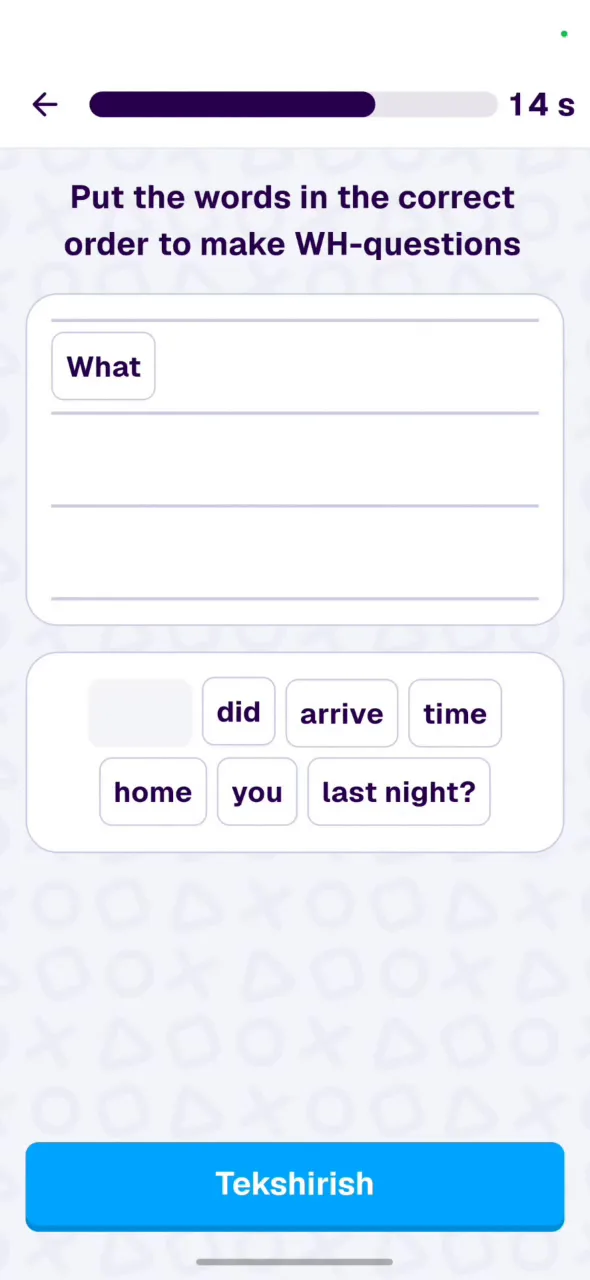 14 s
Put the words in the correct
order to make WH-questions
What
did arrive time
home you last night?
Tekshirish